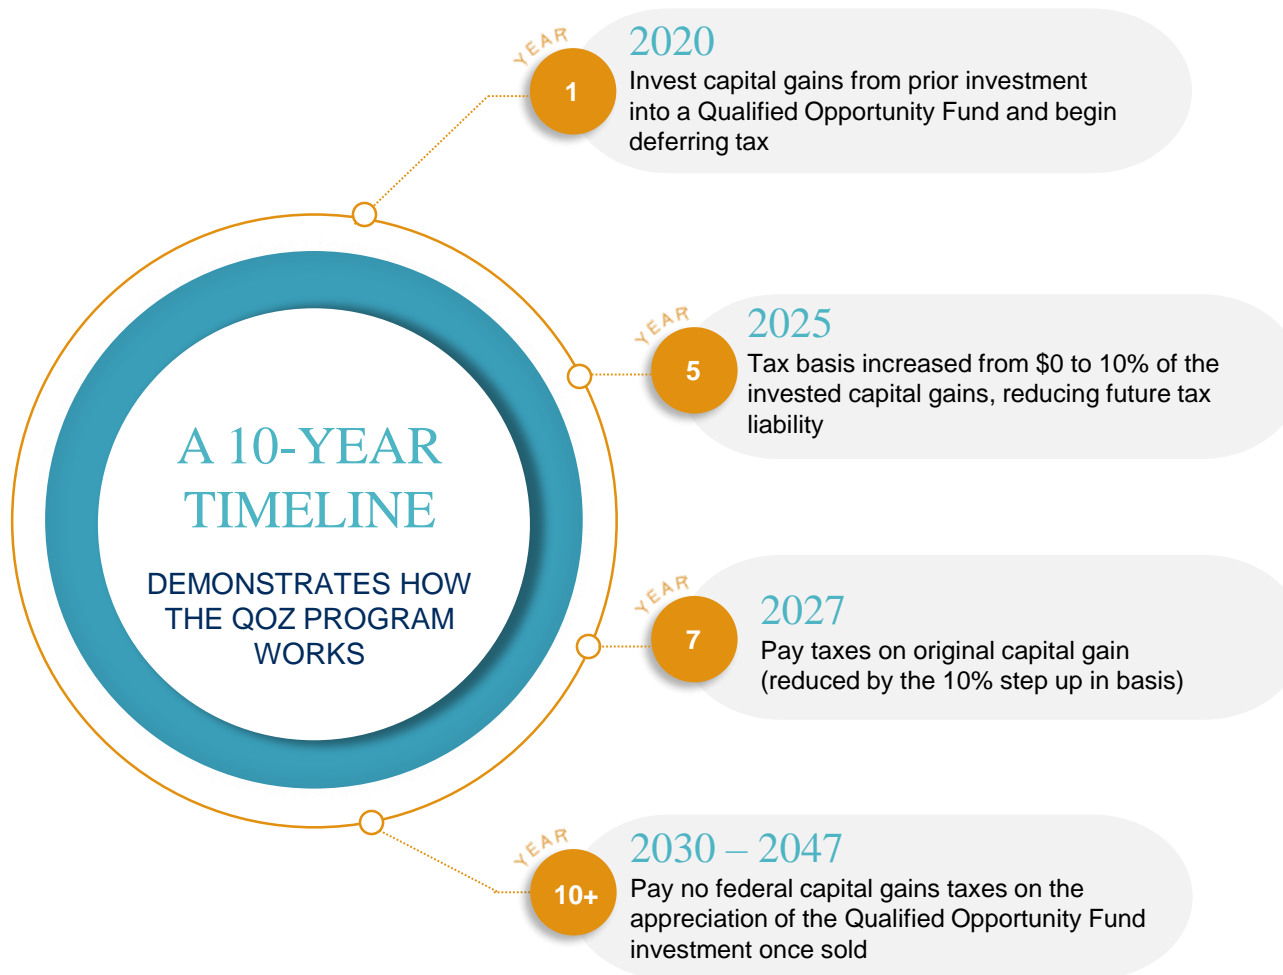 A 10-YEAR
TIMELINE
DEMONSTRATES HOW
THE QOZ PROGRAM
WORKS
YEAR
1
2020
Invest capital gains from prior investment
into a Qualified Opportunity Fund and begin
deferring tax
YEAR
5
2025
Tax basis increased from $0 to 10% of the
invested capital gains, reducing future tax
liability
YEAR
7
2027
Pay taxes on original capital gain
(reduced by the 10% step up in basis)
YEAR
10+
2030 – 2047
Pay no federal capital gains taxes on the
appreciation of the Qualified Opportunity Fund
investment once sold